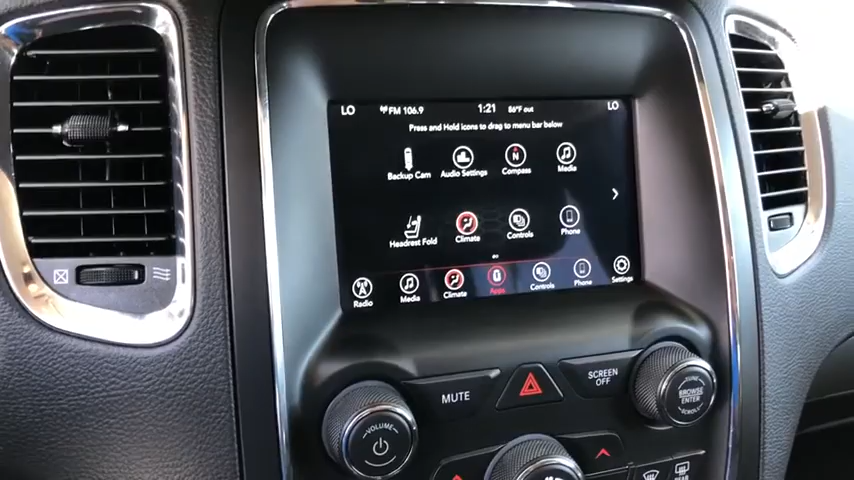 LO FM 106.9 1:21 86°F out LO
Press and Hold icons to drag to menu bar below
Backup Cam Audio Settings Compass Media
N
Headrest Fold Climate Controls Phone
Radio Media Climate Apps Controls Phone Settings
MUTE
SCREEN
OFF
BROWSE
ENTER
SCROLL
VOLUME
REAR